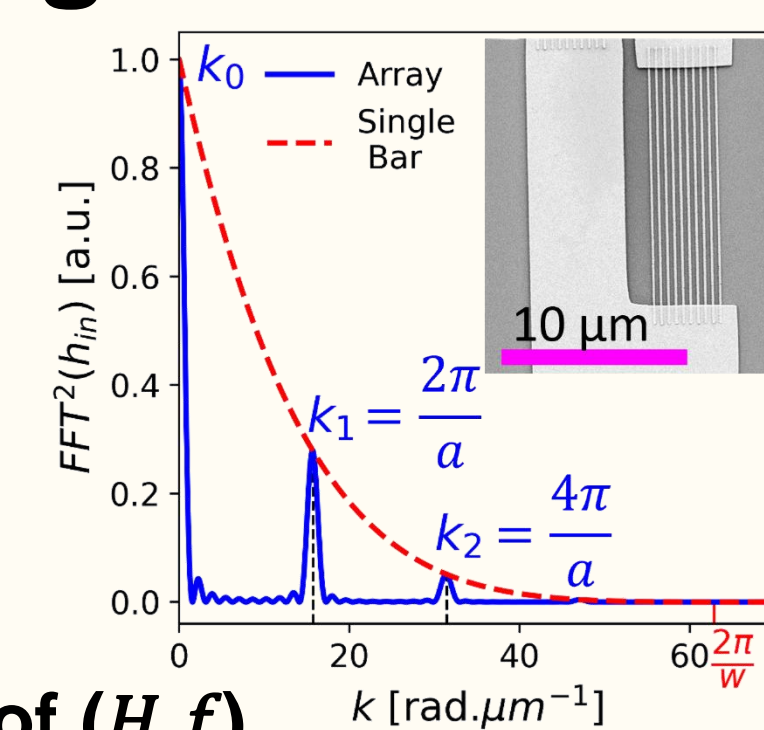 g
1.0
k₀
Array
Single
Bar
0.8
0.6
0.4
0.2
0.0
FFT²(hᵢₙ) [a.u.]
10 μm
k₁ = 2π/a
k₂ = 4π/a
0
20
40
60
2π/w
k [rad.μm⁻¹]
of (H, f)